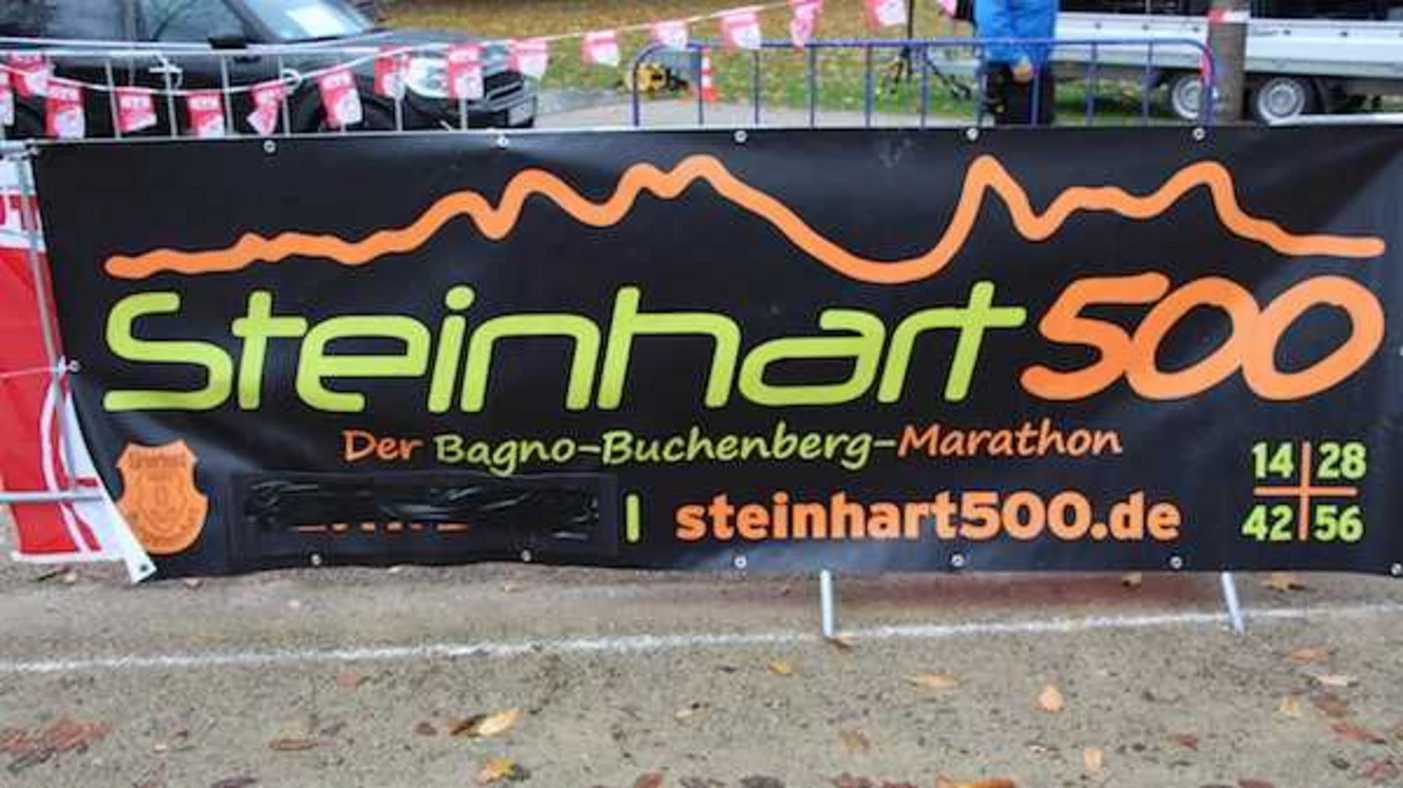 Steinhart500
Der Bagno-Buchenberg-Marathon
steinhart500.de
14 28
42 56